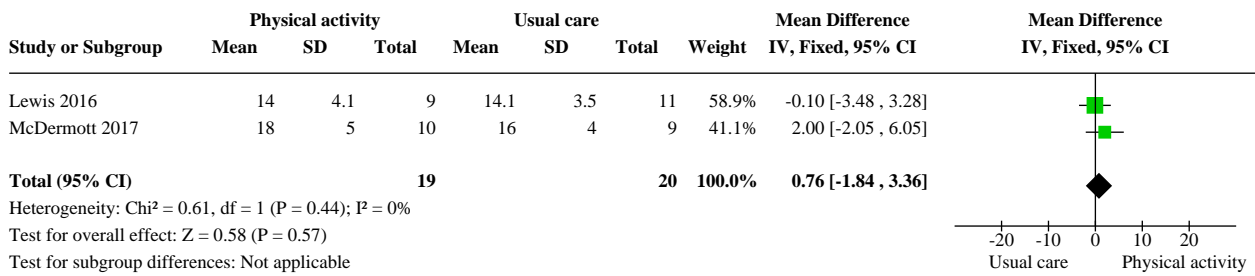 Physical activity Usual care Mean Difference Mean Difference
Study or Subgroup Mean SD Total Mean SD Total Weight IV, Fixed, 95% CI IV, Fixed, 95% CI
Lewis 2016 14 4.1 9 14.1 3.5 11 58.9% -0.10 [-3.48 , 3.28]
McDermott 2017 18 5 10 16 4 9 41.1% 2.00 [-2.05 , 6.05]
Total (95% CI) 19 20 100.0% 0.76 [-1.84 , 3.36]
Heterogeneity: Chi² = 0.61, df = 1 (P = 0.44); I² = 0%
Test for overall effect: Z = 0.58 (P = 0.57)
-20 -10 0 10 20
Test for subgroup differences: Not applicable
Usual care Physical activity